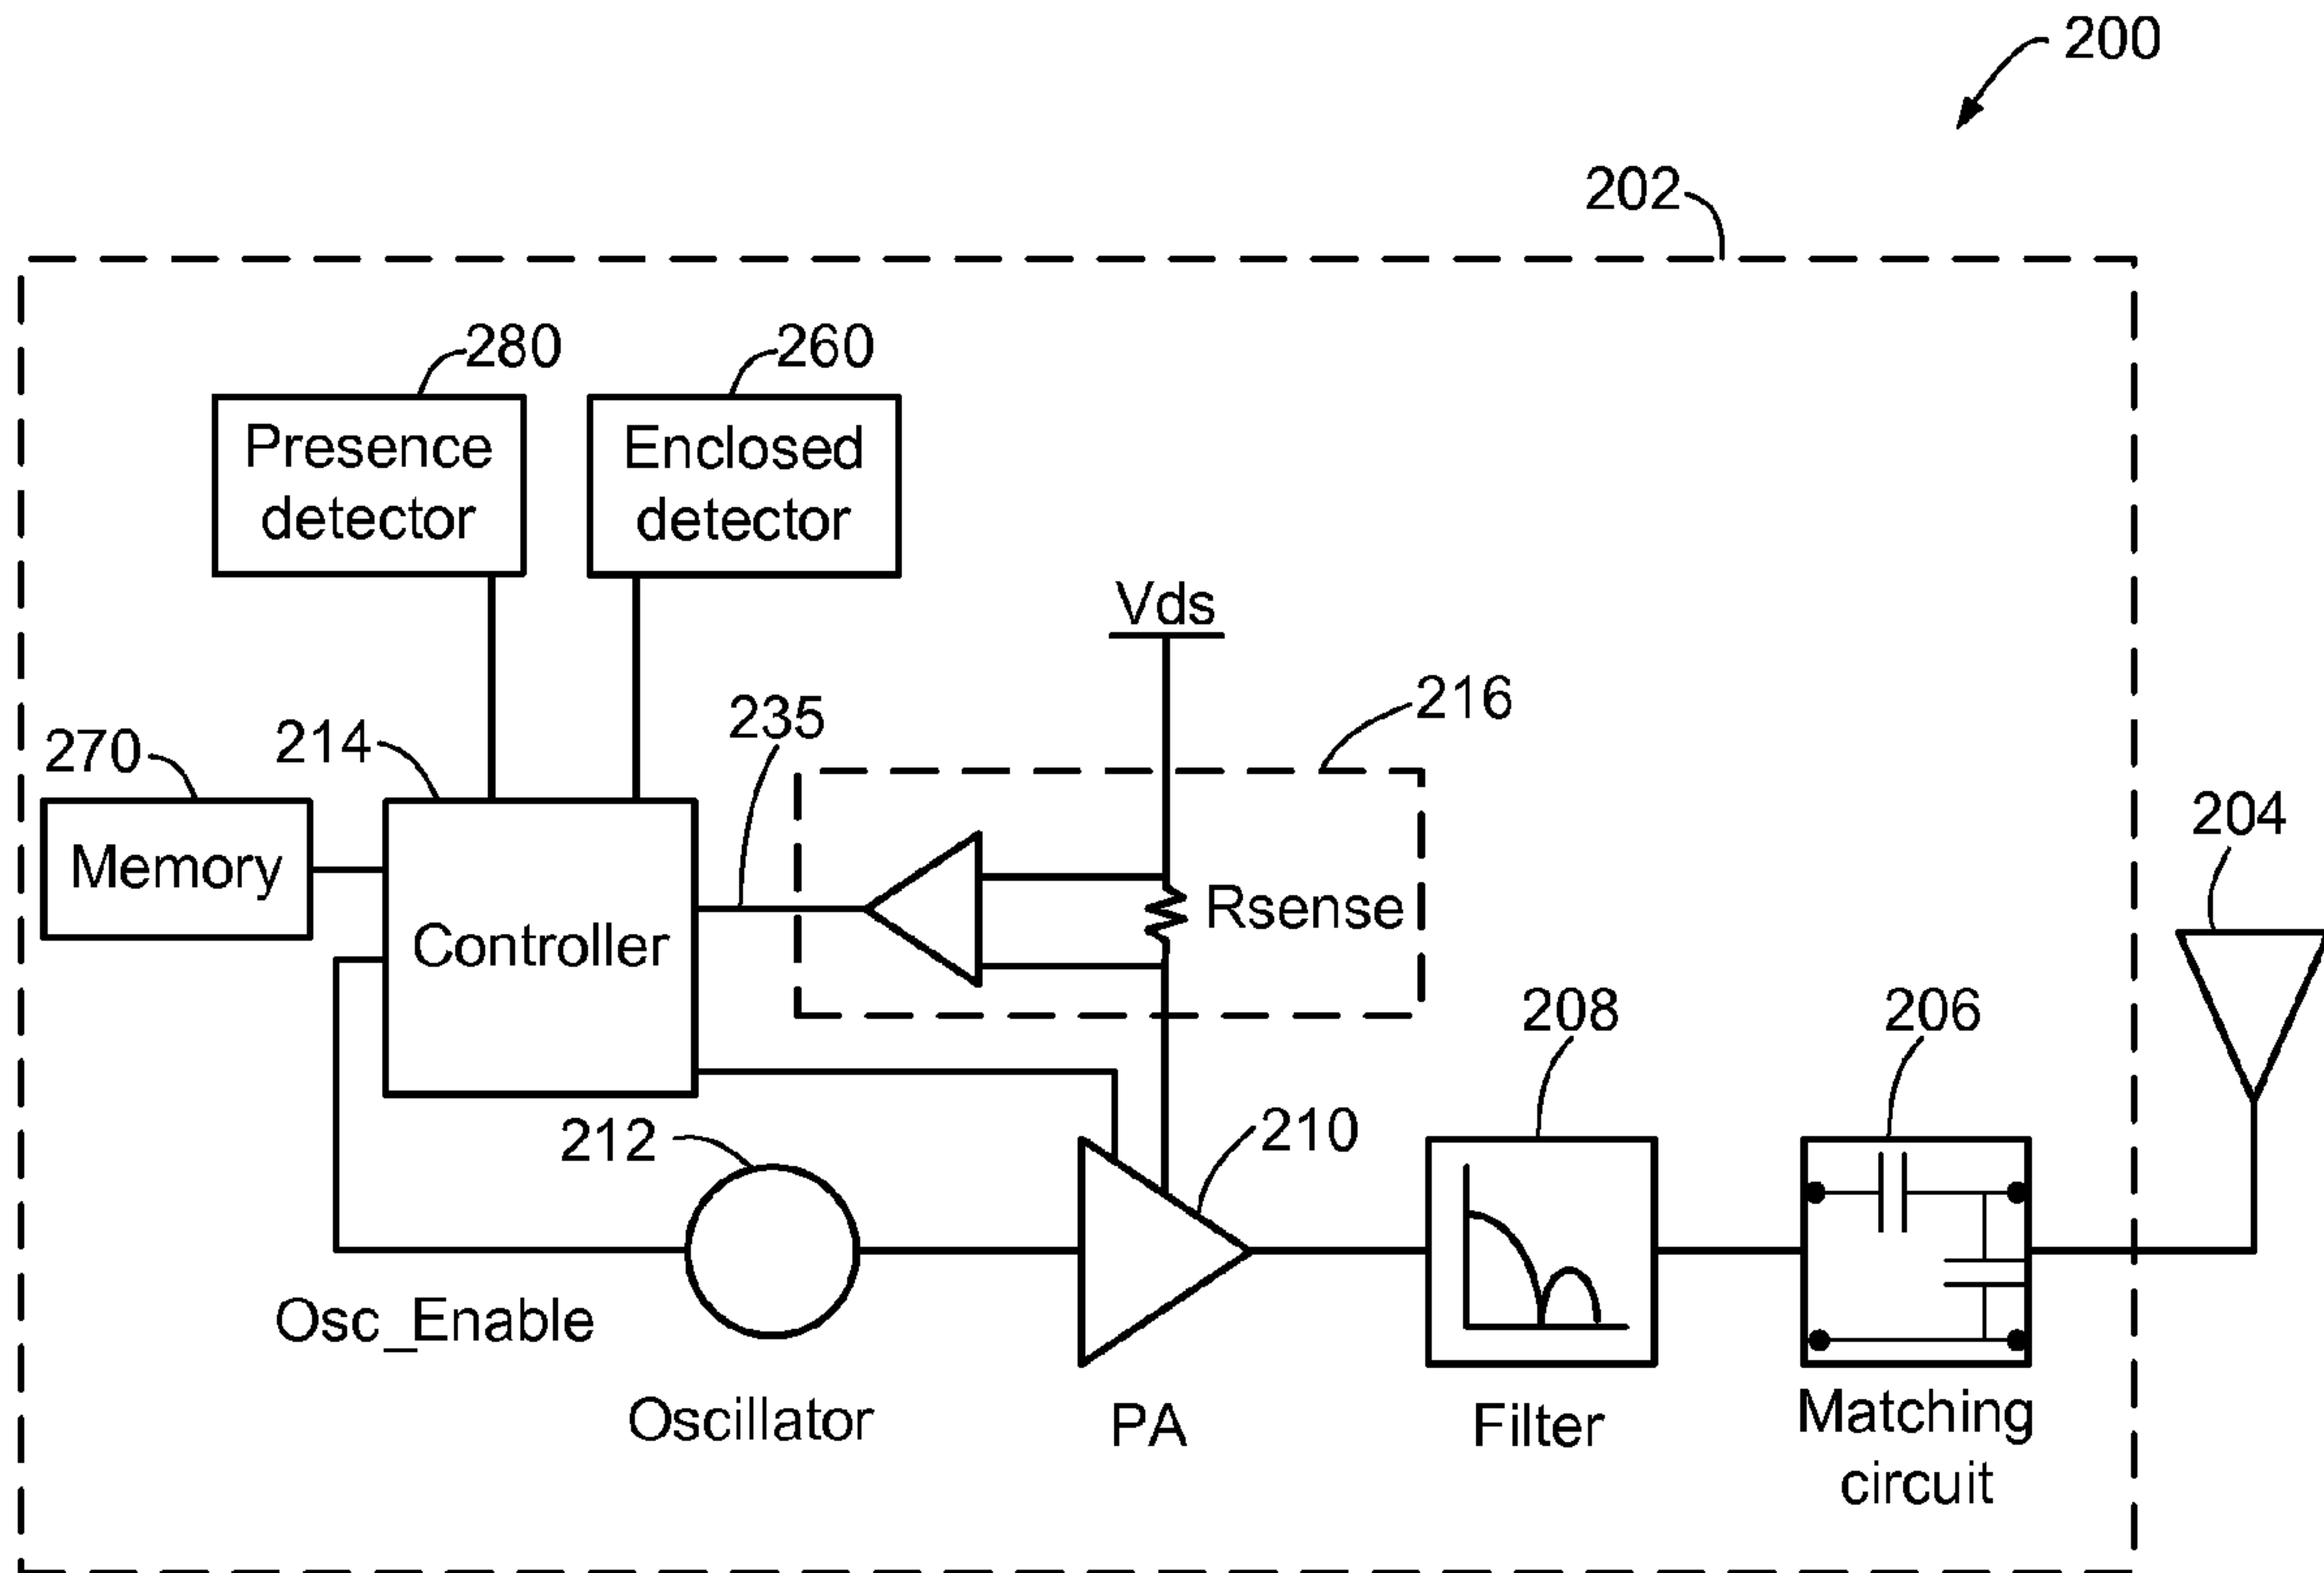 200
202
280
260
Presence
detector
Enclosed
detector
Vds
216
235
214
270
204
Memory
Rsense
Controller
208
206
212
210
Osc_Enable
Oscillator
PA
Filter
Matching
circuit